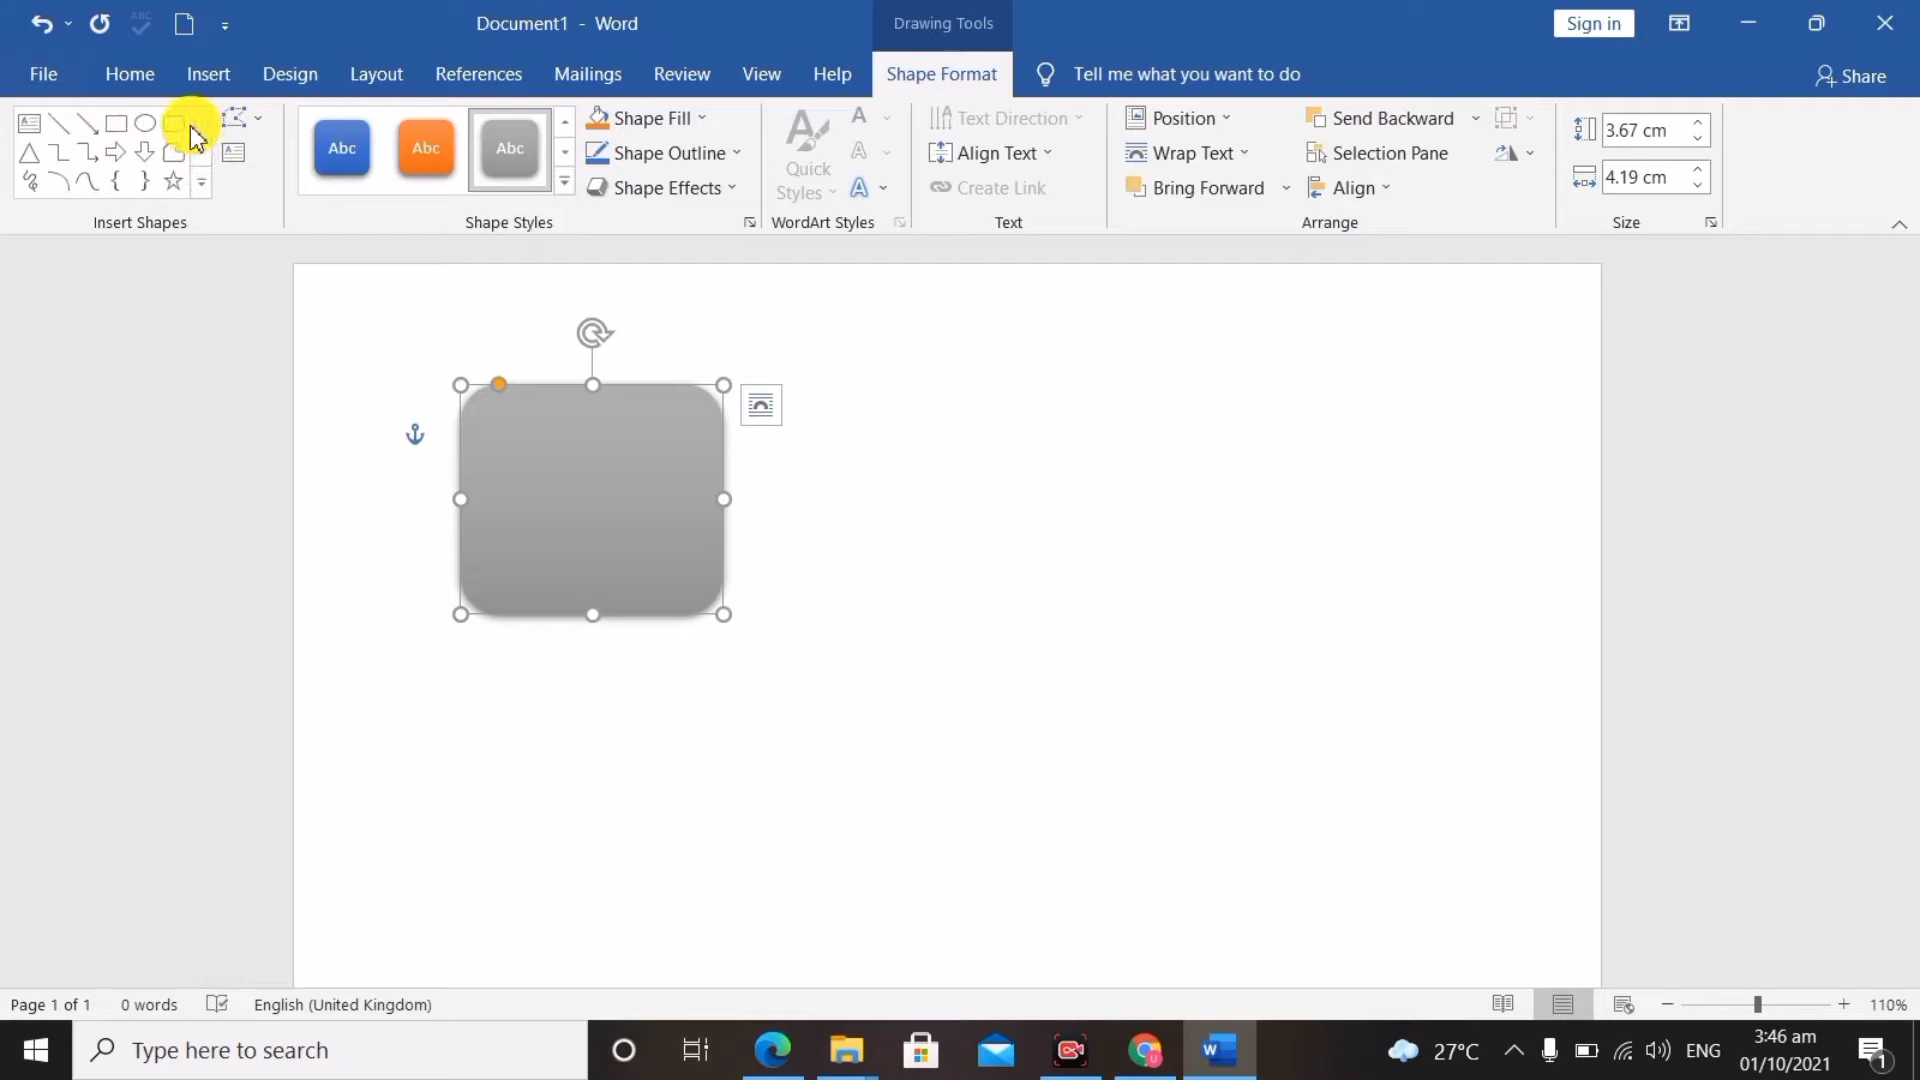 Document1 - Word
Drawing Tools
Sign in
File Home Insert Design Layout References Mailings Review View Help Shape Format Tell me what you want to do Share
Abc Abc Abc
Shape Fill
Shape Outline
Shape Effects
Quick
Styles
Text Direction
Align Text
Create Link
Position
Wrap Text
Bring Forward
Send Backward
Selection Pane
Align
3.67 cm
4.19 cm
Insert Shapes Shape Styles WordArt Styles Text Arrange Size
Page 1 of 1 0 words English (United Kingdom) 110%
Type here to search
27°C ENG
3:46 am
01/10/2021
1